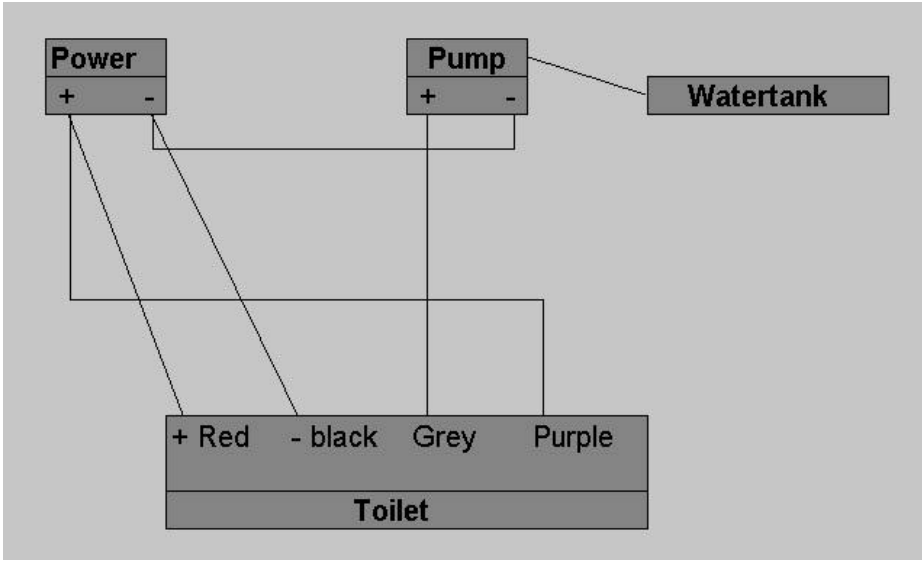 Power
+ -
Pump
+ -
Watertank
+ Red - black Grey Purple
Toilet